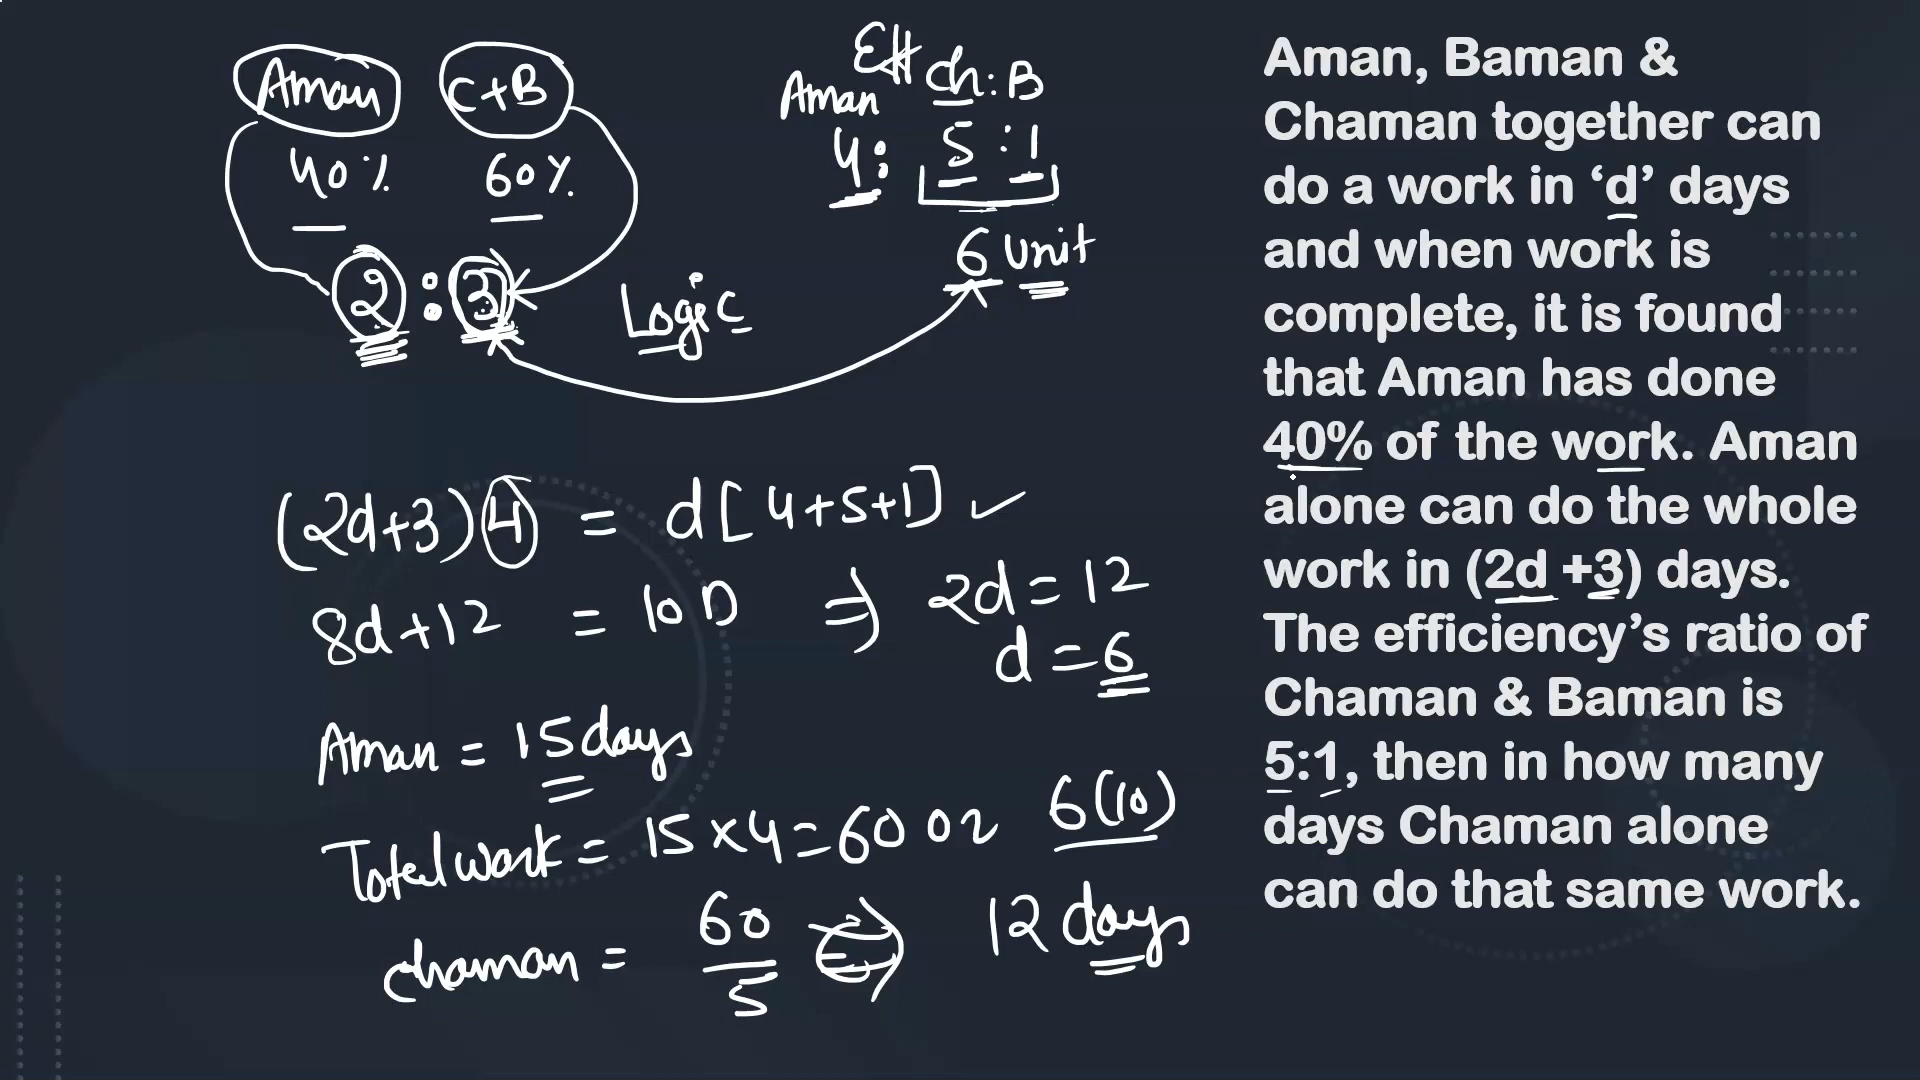 Aman C+B
40% 60%
2 : 3
Logic
Eff
Aman Ch : B
4 : 5 : 1
6 Unit
(2d+3) 4 = d[4+5+1] ✓
8d+12 = 10D ⇒ 2d = 12
d = 6
Aman = 15 days
Total work = 15 × 4 = 60 or 6(10)
Chaman = 60/5 ⇒ 12 days
Aman, Baman &
Chaman together can
do a work in ‘d’ days
and when work is
complete, it is found
that Aman has done
40% of the work. Aman
alone can do the whole
work in (2d +3) days.
The efficiency’s ratio of
Chaman & Baman is
5:1, then in how many
days Chaman alone
can do that same work.